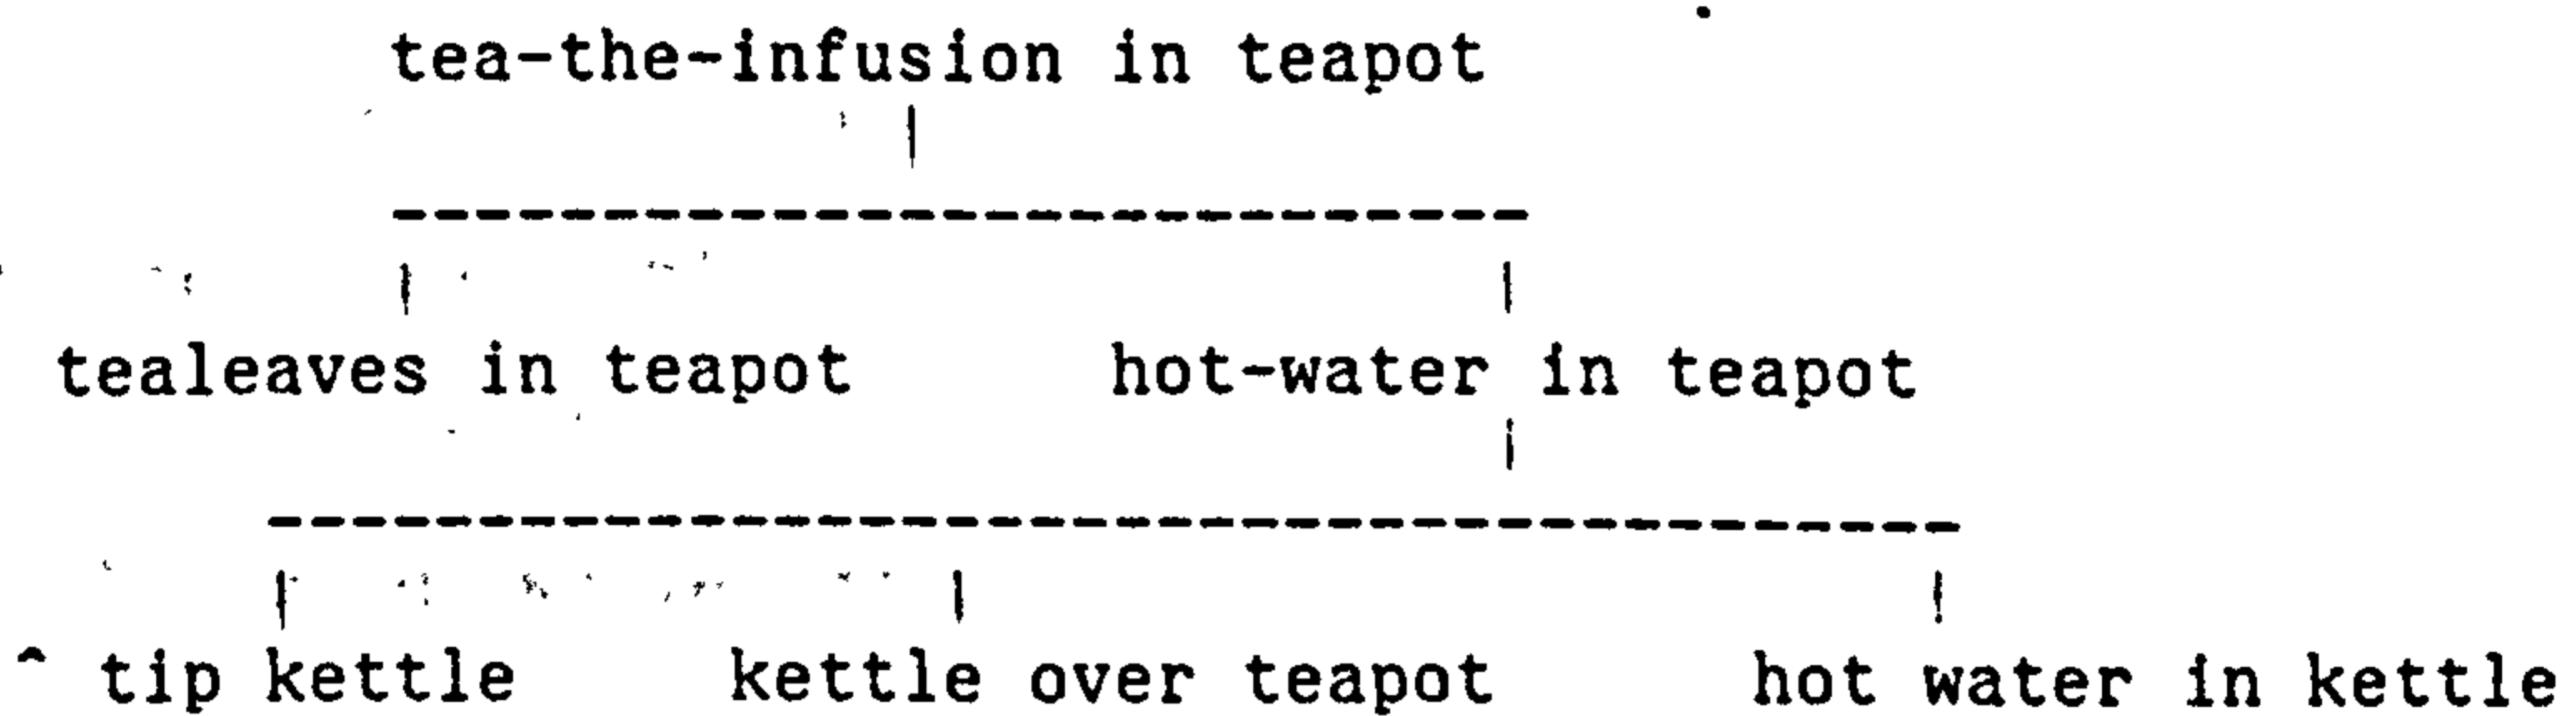 tea-the-infusion in teapot
tealeaves in teapot hot-water in teapot
^ tip kettle kettle over teapot hot water in kettle